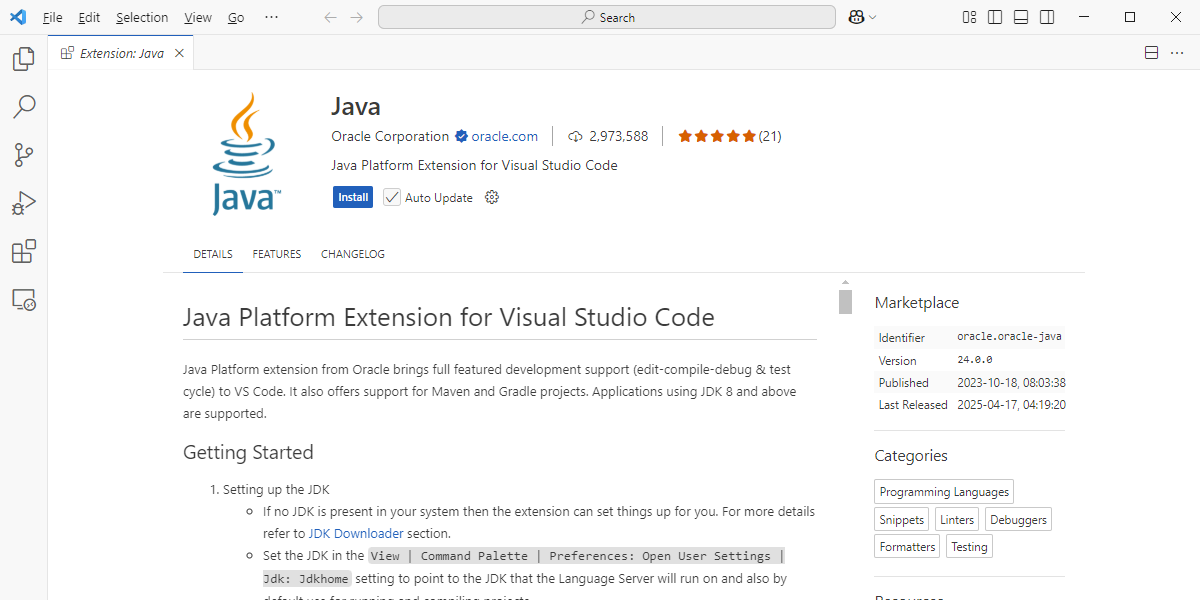 File Edit Selection View Go ··· Search
Extension: Java
Java
Oracle Corporation oracle.com 2,973,588 (21)
Java Platform Extension for Visual Studio Code
Install Auto Update
Java™
DETAILS FEATURES CHANGELOG
Java Platform Extension for Visual Studio Code
Java Platform extension from Oracle brings full featured development support (edit-compile-debug & test
cycle) to VS Code. It also offers support for Maven and Gradle projects. Applications using JDK 8 and above
are supported.
Getting Started
1. Setting up the JDK
If no JDK is present in your system then the extension can set things up for you. For more details
refer to JDK Downloader section.
Set the JDK in the View | Command Palette | Preferences: Open User Settings |
Jdk: Jdkhome setting to point to the JDK that the Language Server will run on and also by
default use for running and compiling projects.
Marketplace
Identifier oracle.oracle-java
Version 24.0.0
Published 2023-10-18, 08:03:38
Last Released 2025-04-17, 04:19:20
Categories
Programming Languages
Snippets Linters Debuggers
Formatters Testing
Resources